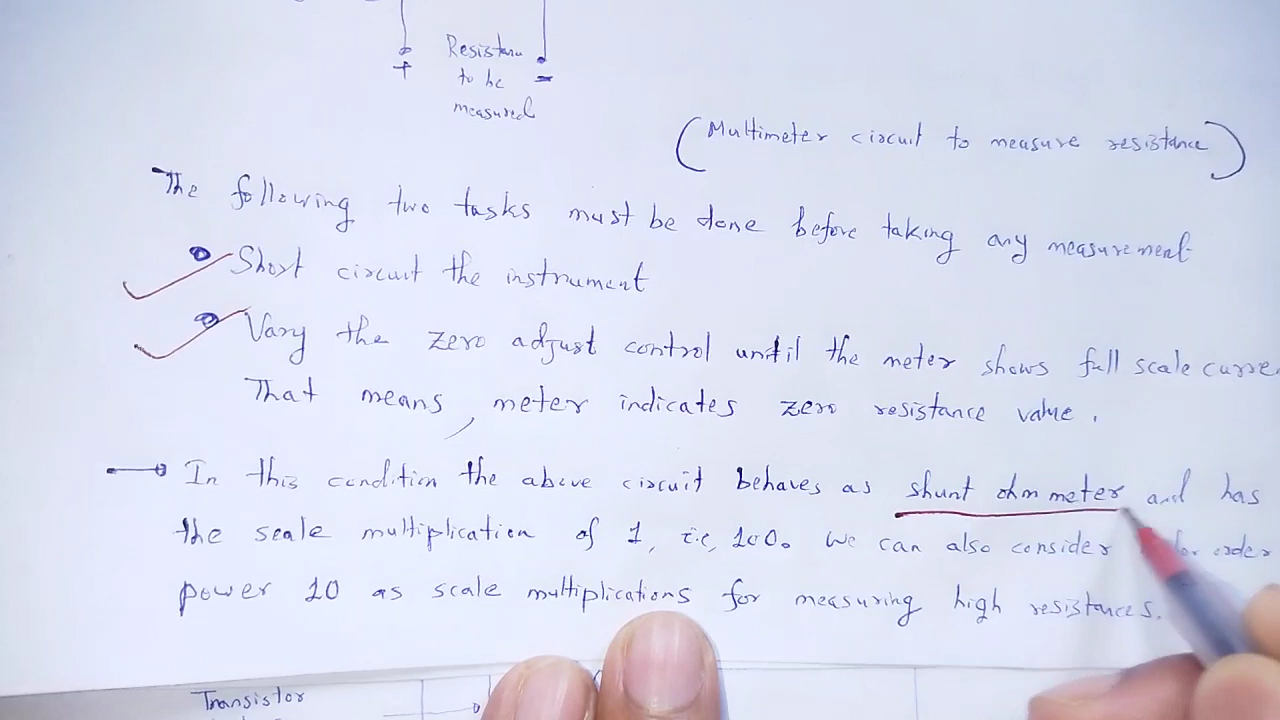 Resistance
to be
measured
+ -
(Multimeter circuit to measure resistance)
The following two tasks must be done before taking any measurement
Short circuit the instrument
Vary the zero adjust control until the meter shows full scale
That means, meter indicates zero resistance value.
In this condition the above circuit behaves as shunt ohm meter and has
the scale multiplication of 1, i.e, 100. We can also consider order
power 10 as scale multiplications for measuring high resistances.
Transistor